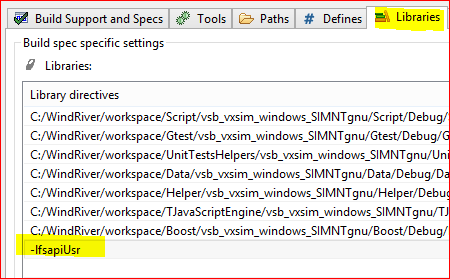 Build Support and Specs Tools Paths # Defines Libraries
Build spec specific settings
Libraries:
Library directives
C:/WindRiver/workspace/Script/vsb_vxsim_windows_SIMNTgnu/Script/Debug/
C:/WindRiver/workspace/Gtest/vsb_vxsim_windows_SIMNTgnu/Gtest/Debug/G
C:/WindRiver/workspace/UnitTestsHelpers/vsb_vxsim_windows_SIMNTgnu/Uni
C:/WindRiver/workspace/Data/vsb_vxsim_windows_SIMNTgnu/Data/Debug/Da
C:/WindRiver/workspace/Helper/vsb_vxsim_windows_SIMNTgnu/Helper/Debu
C:/WindRiver/workspace/TJavaScriptEngine/vsb_vxsim_windows_SIMNTgnu/TJ
C:/WindRiver/workspace/Boost/vsb_vxsim_windows_SIMNTgnu/Boost/Debug/
-lfsapiUsr